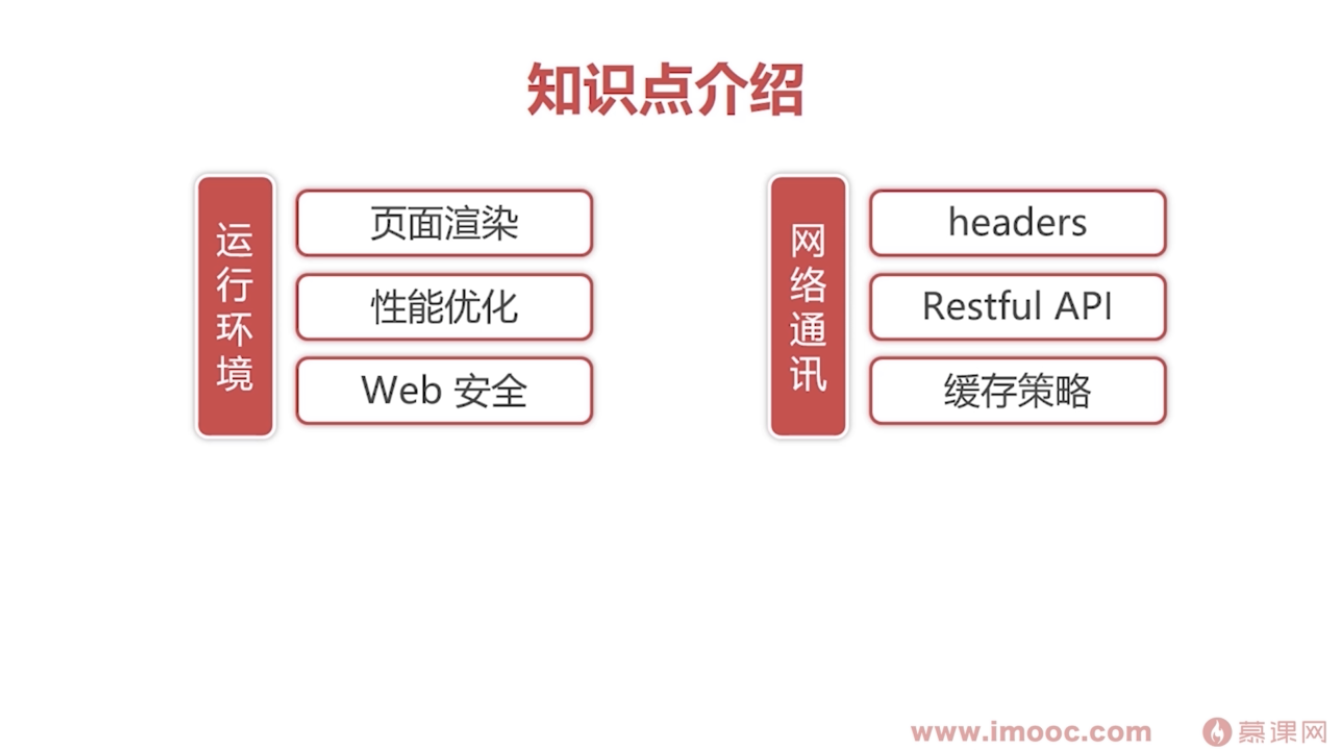 知识点介绍
运行环境
页面渲染
性能优化
Web 安全
网络通讯
headers
Restful API
缓存策略
www.imooc.com 慕课网